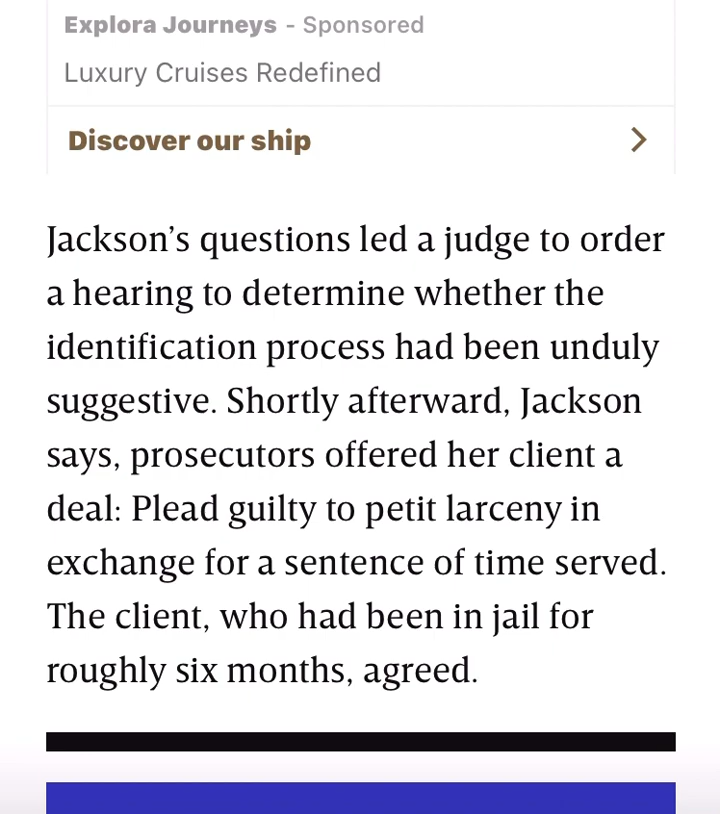 Explora Journeys - Sponsored
Luxury Cruises Redefined
Discover our ship
Jackson’s questions led a judge to order
a hearing to determine whether the
identification process had been unduly
suggestive. Shortly afterward, Jackson
says, prosecutors offered her client a
deal: Plead guilty to petit larceny in
exchange for a sentence of time served.
The client, who had been in jail for
roughly six months, agreed.